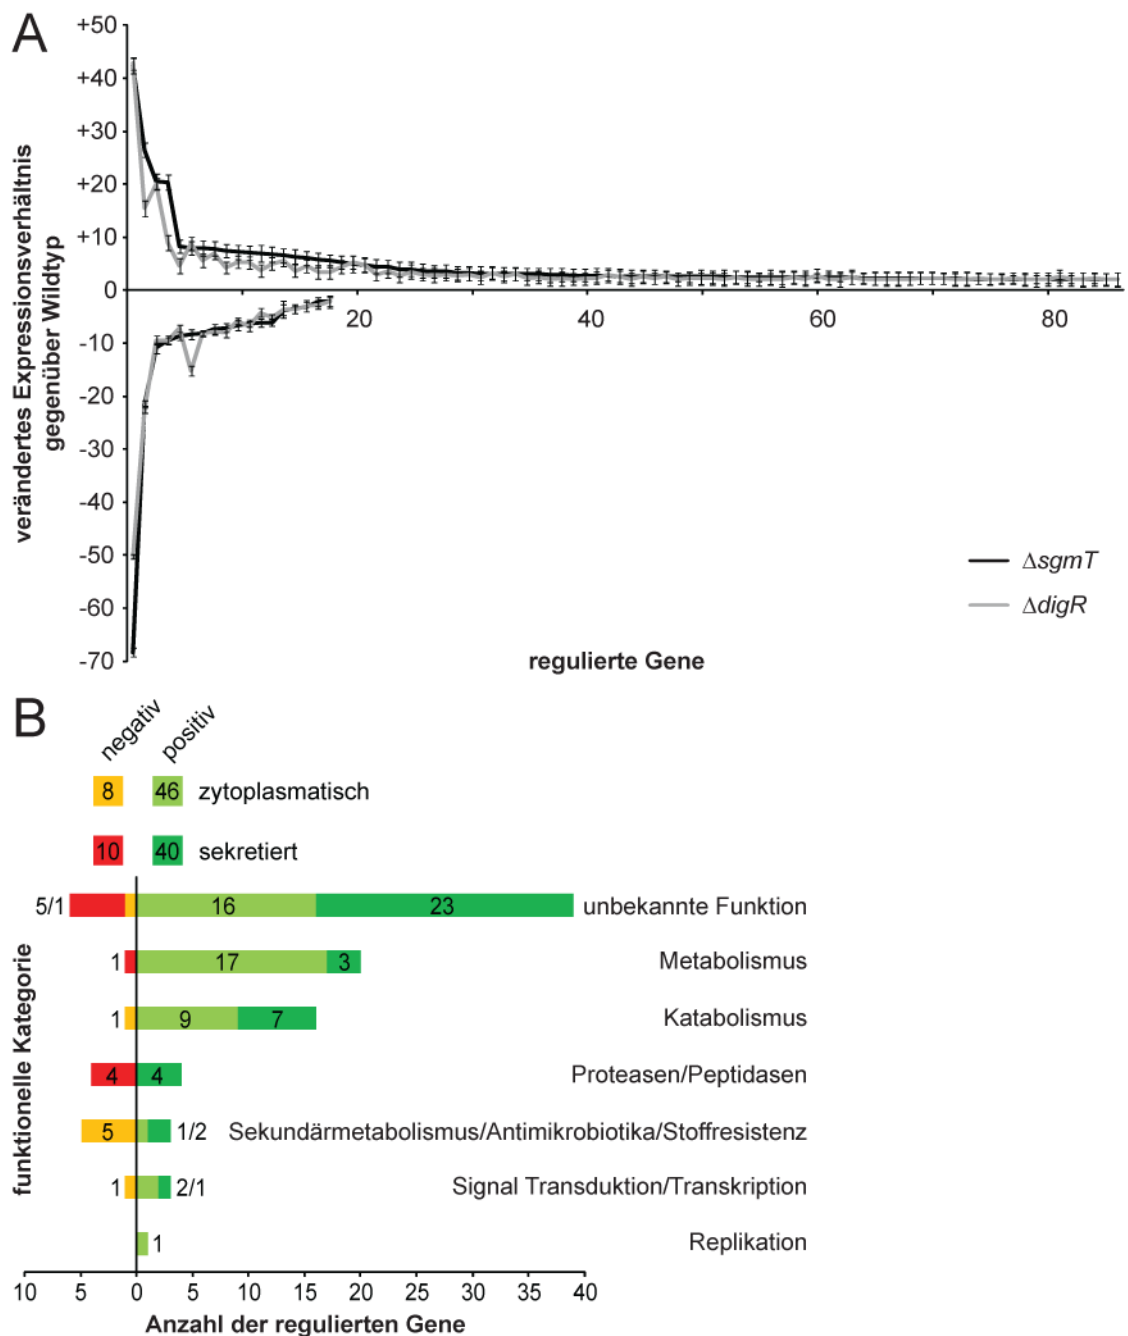 A
+50
+40
+30
+20
+10
0
-10
-20
-30
-40
-50
-60
-70
verändertes Expressionsverhältnis
gegenüber Wildtyp
20
40
60
80
ΔsgmT
ΔdigR
regulierte Gene
B
negativ
positiv
8 46 zytoplasmatisch
10 40 sekretiert
funktionelle Kategorie
5/1 16 23 unbekannte Funktion
1 17 3 Metabolismus
1 9 7 Katabolismus
4 4 Proteasen/Peptidasen
5 1/2 Sekundärmetabolismus/Antimikrobiotika/Stoffresistenz
1 2/1 Signal Transduktion/Transkription
1 Replikation
10 5 0 5 10 15 20 25 30 35 40
Anzahl der regulierten Gene